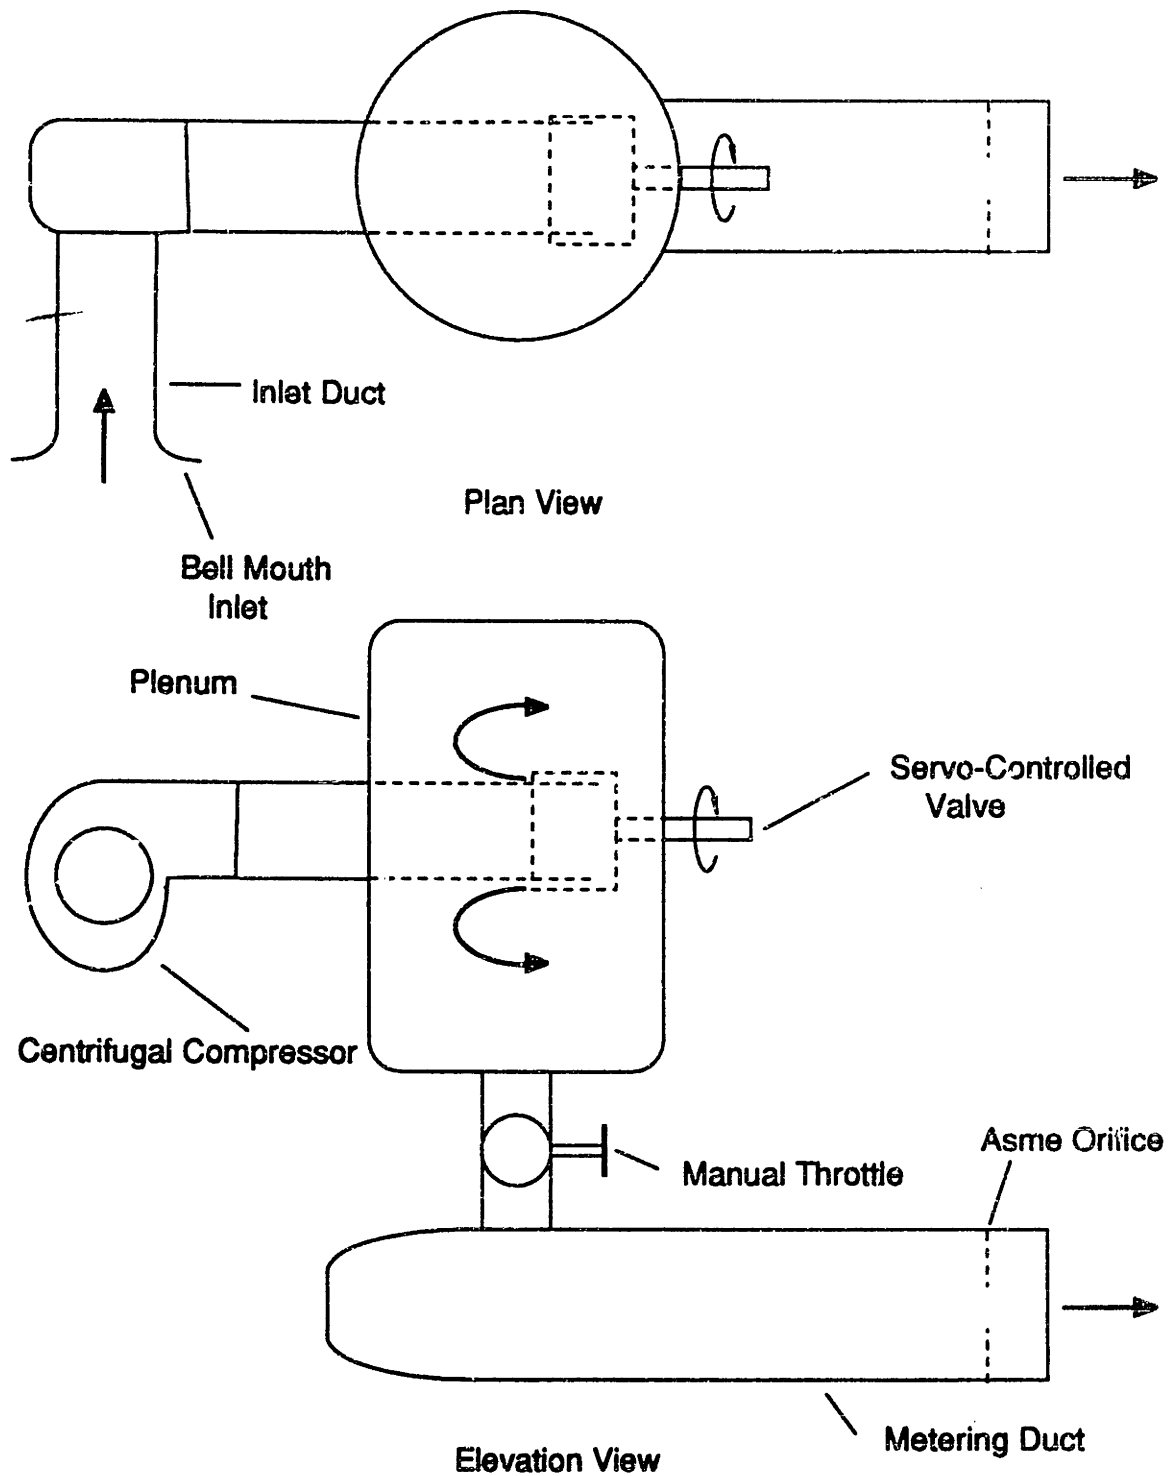 Inlet Duct
Plan View
Bell Mouth
Inlet
Plenum
Servo-Controlled
Valve
Centrifugal Compressor
Asme Orifice
Manual Throttle
Metering Duct
Elevation View